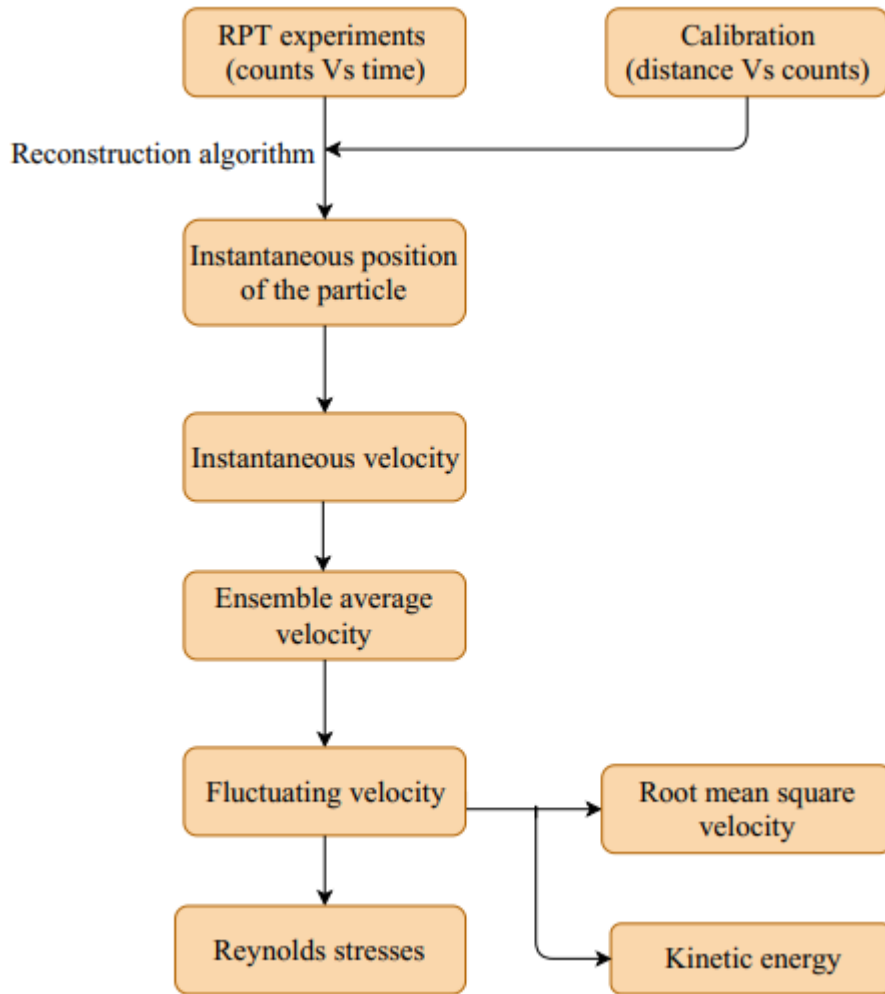 RPT experiments
(counts Vs time)
Calibration
(distance Vs counts)
Reconstruction algorithm
Instantaneous position
of the particle
Instantaneous velocity
Ensemble average
velocity
Fluctuating velocity
Root mean square
velocity
Reynolds stresses
Kinetic energy